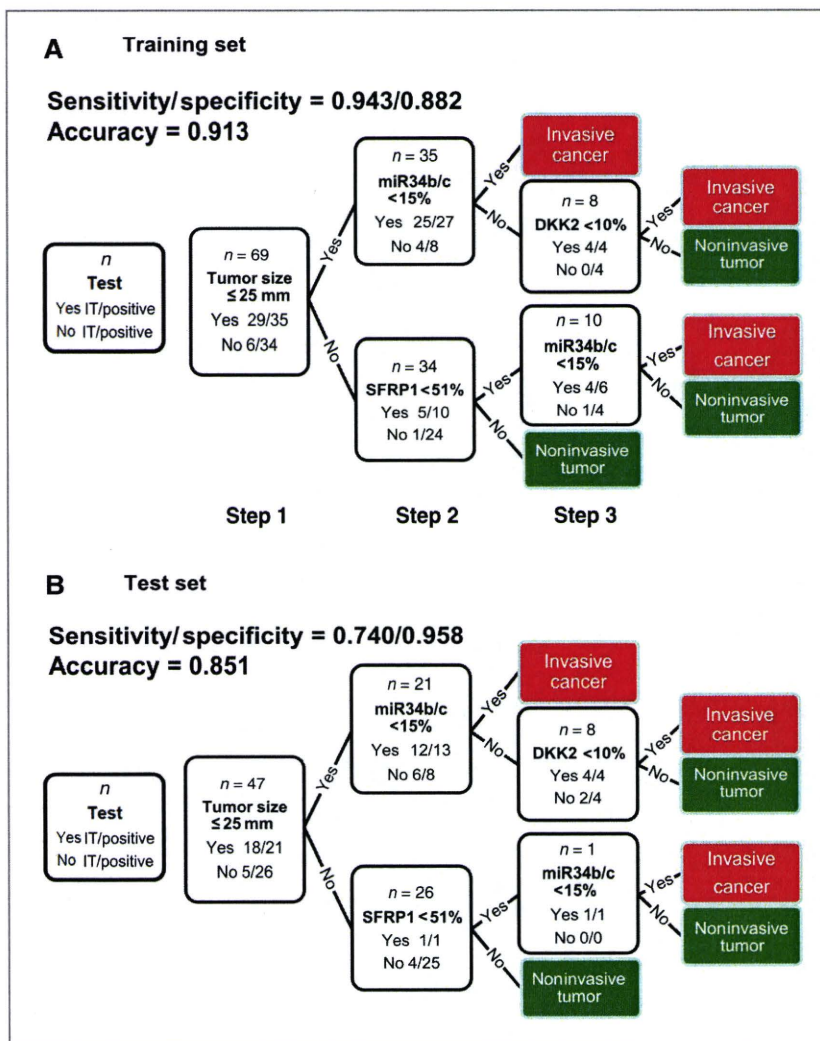 A Training set
Sensitivity/specificity = 0.943/0.882
Accuracy = 0.913
n
Test
Yes IT/positive
No IT/positive
n = 69
Tumor size
≤ 25 mm
Yes 29/35
No 6/34
Yes
No
n = 35
miR34b/c
<15%
Yes 25/27
No 4/8
Yes
No
Invasive
cancer
n = 8
DKK2 <10%
Yes 4/4
No 0/4
Yes
No
Invasive
cancer
Noninvasive
tumor
n = 34
SFRP1 <51%
Yes 5/10
No 1/24
Yes
No
n = 10
miR34b/c
<15%
Yes 4/6
No 1/4
Yes
No
Invasive
cancer
Noninvasive
tumor
Noninvasive
tumor
Step 1
Step 2
Step 3
B Test set
Sensitivity/specificity = 0.740/0.958
Accuracy = 0.851
n
Test
Yes IT/positive
No IT/positive
n = 47
Tumor size
≤ 25 mm
Yes 18/21
No 5/26
Yes
No
n = 21
miR34b/c
<15%
Yes 12/13
No 6/8
Yes
No
Invasive
cancer
n = 8
DKK2 <10%
Yes 4/4
No 2/4
Yes
No
Invasive
cancer
Noninvasive
tumor
n = 26
SFRP1 <51%
Yes 1/1
No 4/25
Yes
No
n = 1
miR34b/c
<15%
Yes 1/1
No 0/0
Yes
No
Invasive
cancer
Noninvasive
tumor
Noninvasive
tumor